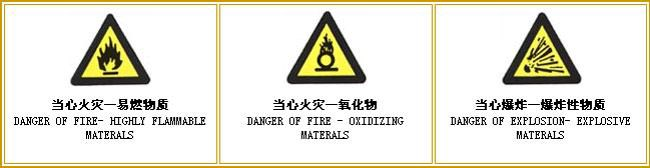 当心火灾—易燃物质
DANGER OF FIRE- HIGHLY FLAMMABLE
MATERALS
当心火灾—氧化物
DANGER OF FIRE - OXIDIZING
MATERALS
当心爆炸—爆炸性物质
DANGER OF EXPLOSION- EXPLOSIVE
MATERALS